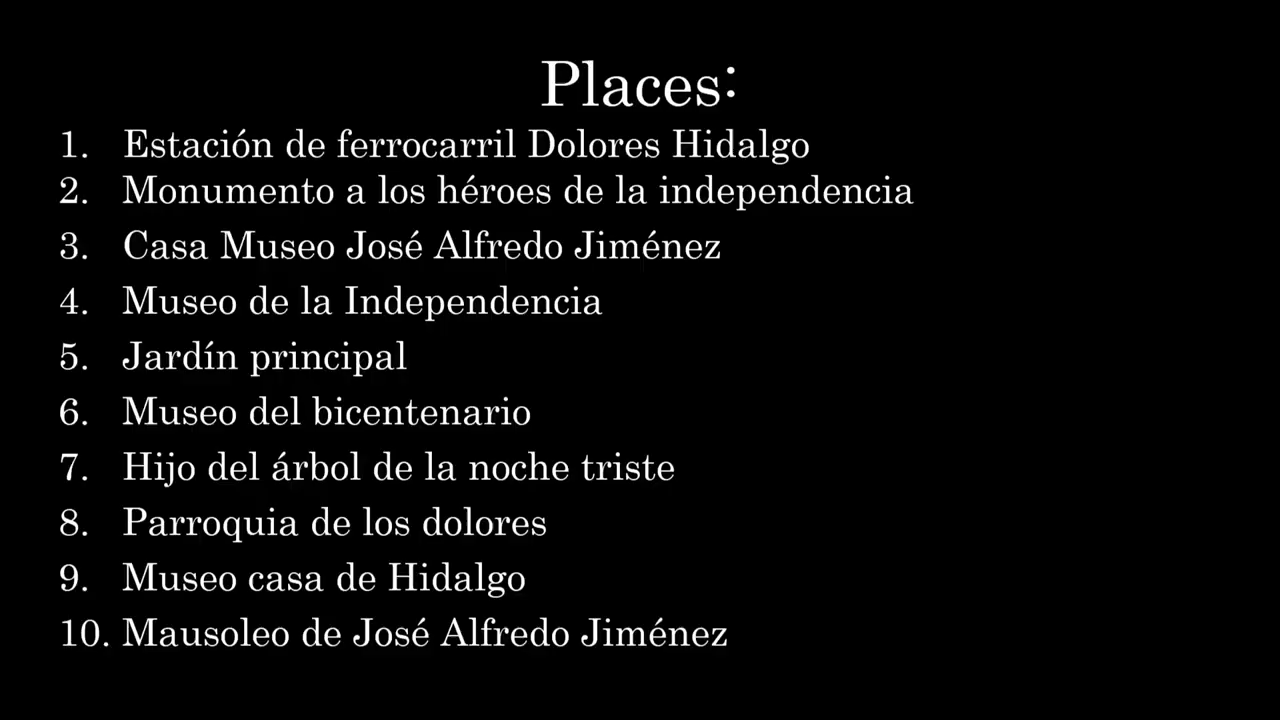 Places:
1. Estación de ferrocarril Dolores Hidalgo
2. Monumento a los héroes de la independencia
3. Casa Museo José Alfredo Jiménez
4. Museo de la Independencia
5. Jardín principal
6. Museo del bicentenario
7. Hijo del árbol de la noche triste
8. Parroquia de los dolores
9. Museo casa de Hidalgo
10. Mausoleo de José Alfredo Jiménez